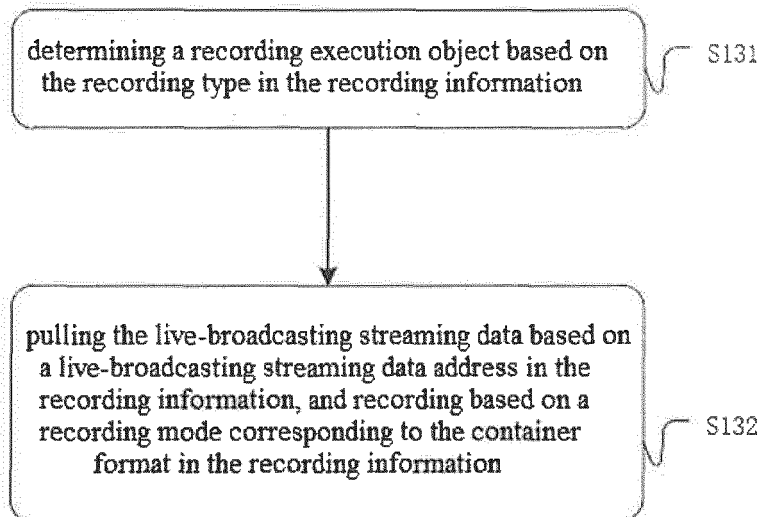 determining a recording execution object based on
the recording type in the recording information
S131
pulling the live-broadcasting streaming data based on
a live-broadcasting streaming data address in the
recording information, and recording based on a
recording mode corresponding to the container
format in the recording information
S132